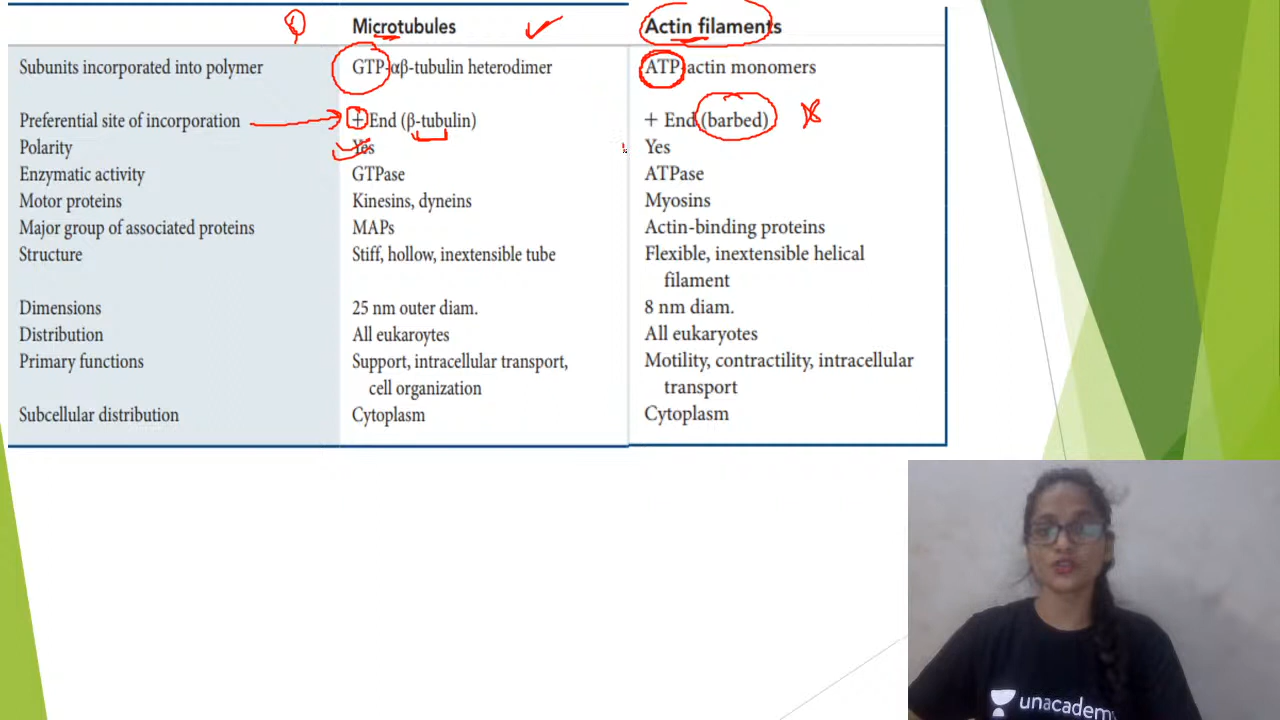 Microtubules Actin filaments
Subunits incorporated into polymer GTP-αβ-tubulin heterodimer ATP-actin monomers
Preferential site of incorporation + End (β-tubulin) + End (barbed)
Polarity Yes Yes
Enzymatic activity GTPase ATPase
Motor proteins Kinesins, dyneins Myosins
Major group of associated proteins MAPs Actin-binding proteins
Structure Stiff, hollow, inextensible tube Flexible, inextensible helical
filament
Dimensions 25 nm outer diam. 8 nm diam.
Distribution All eukaroytes All eukaryotes
Primary functions Support, intracellular transport, Motility, contractility, intracellular
cell organization transport
Subcellular distribution Cytoplasm Cytoplasm
unacademy